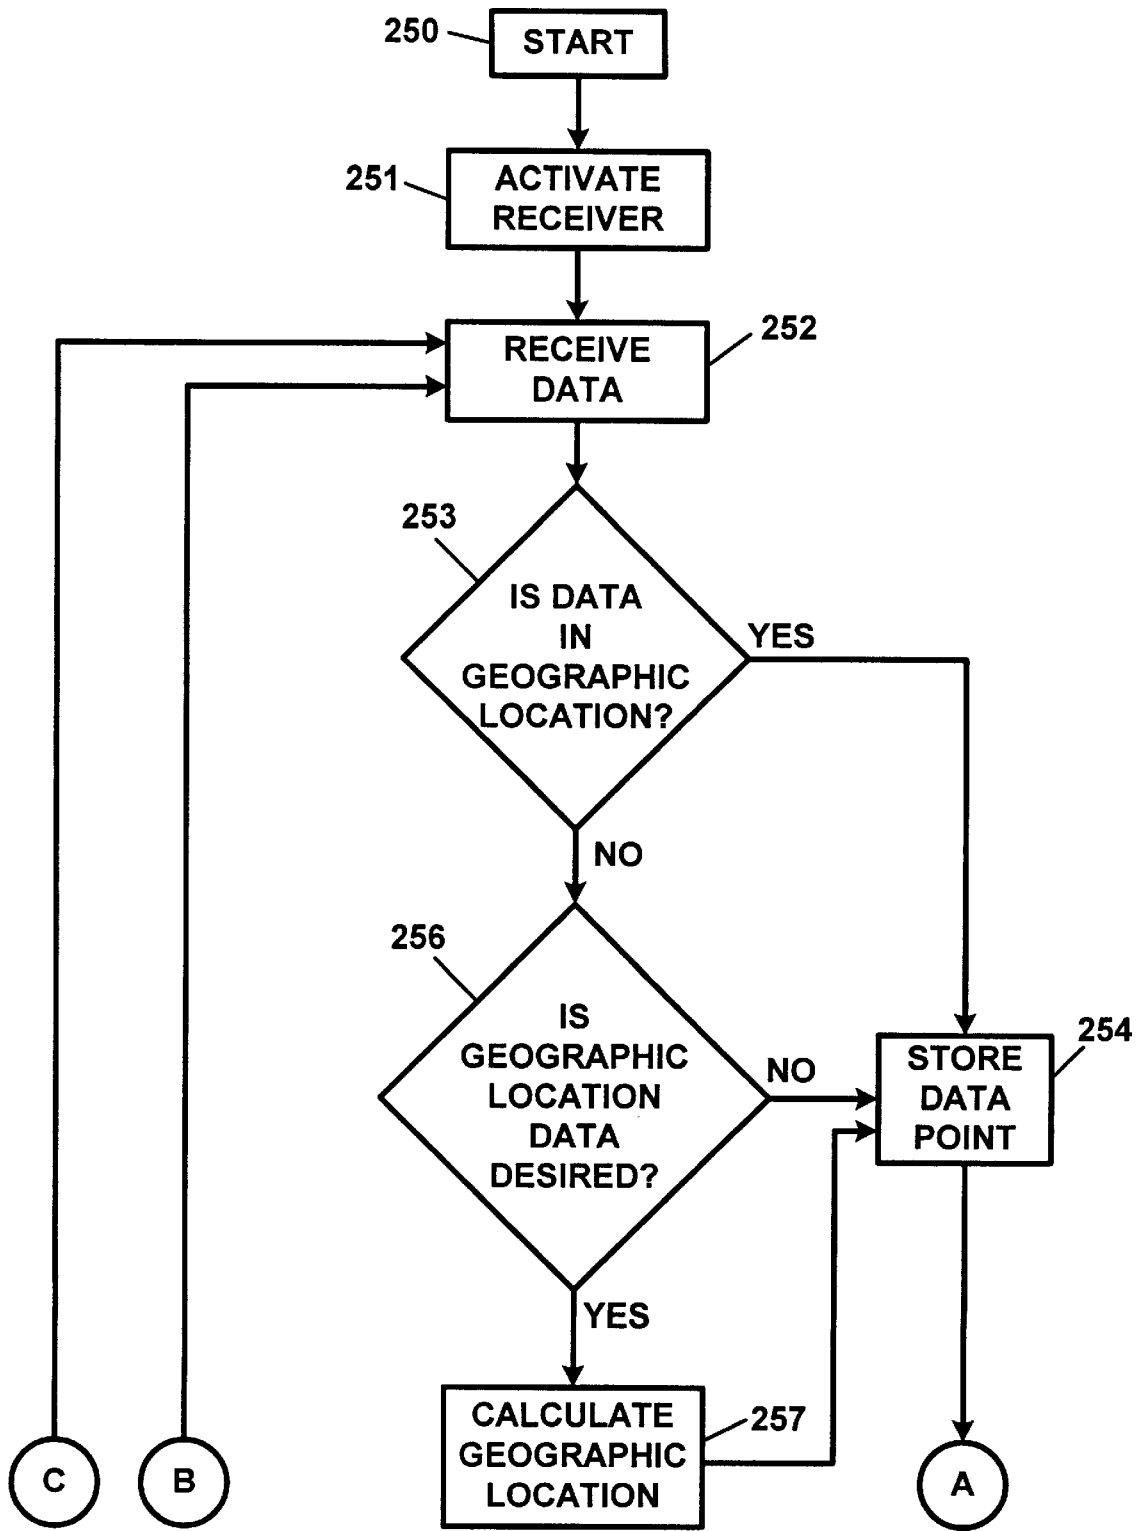 250
START
251
ACTIVATE
RECEIVER
252
RECEIVE
DATA
253
IS DATA
IN
GEOGRAPHIC
LOCATION?
YES
NO
256
IS
GEOGRAPHIC
LOCATION
DATA
DESIRED?
NO
254
STORE
DATA
POINT
YES
257
CALCULATE
GEOGRAPHIC
LOCATION
C
B
A